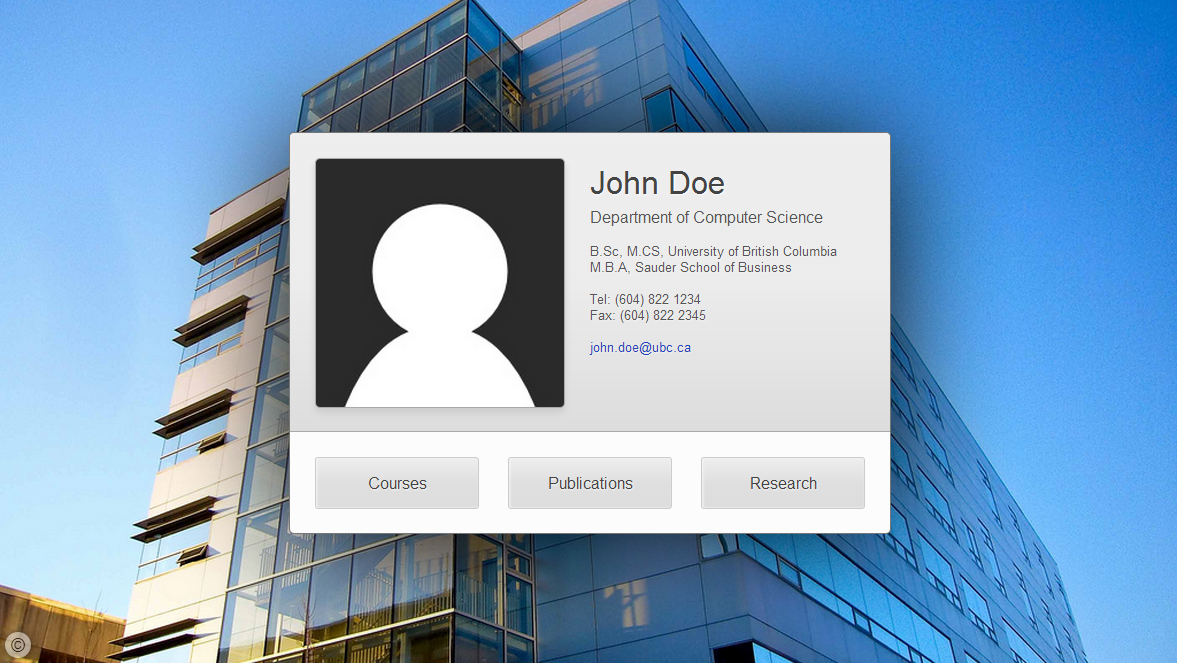 John Doe
Department of Computer Science
B.Sc, M.CS, University of British Columbia
M.B.A, Sauder School of Business
Tel: (604) 822 1234
Fax: (604) 822 2345
john.doe@ubc.ca
Courses
Publications
Research
©